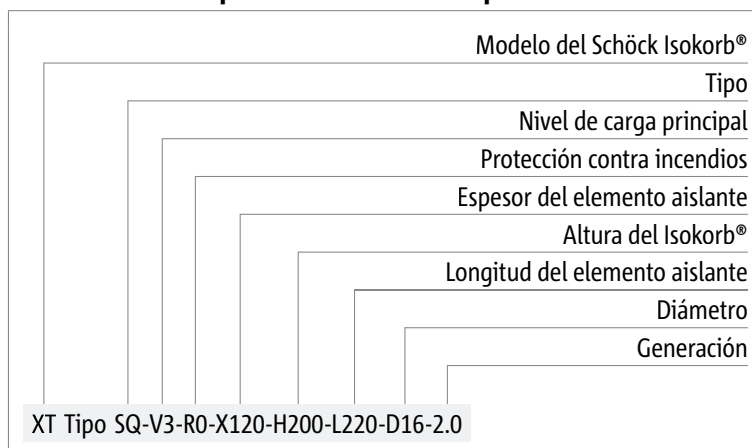 Modelo del Schöck Isokorb®
Tipo
Nivel de carga principal
Protección contra incendios
Espesor del elemento aislante
Altura del Isokorb®
Longitud del elemento aislante
Diámetro
Generación
XT Tipo SQ-V3-R0-X120-H200-L220-D16-2.0